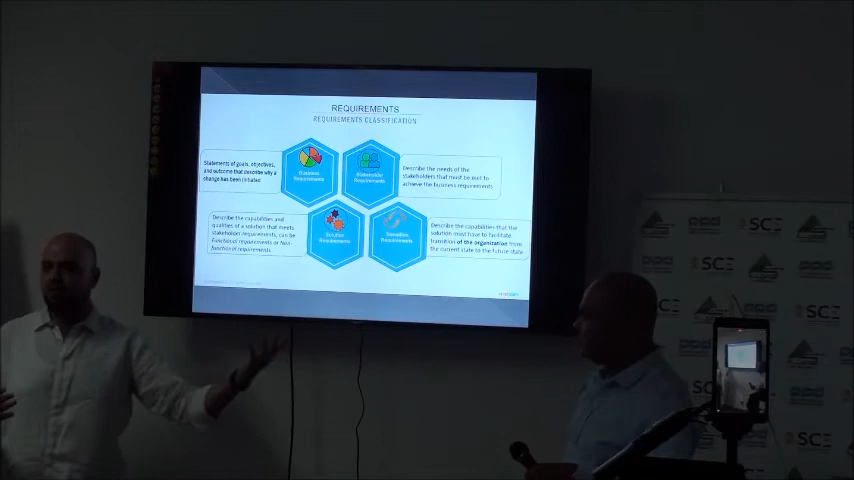 REQUIREMENTS
REQUIREMENTS CLASSIFICATION
Statements of goals, objectives,
and outcome that describe why a
change has been initiated
Business
Requirements
Stakeholder
Requirements
Describe the needs of the
stakeholders that must be met to
achieve the business requirements
Describe the capabilities and
qualities of a solution that meets
stakeholder requirements, can be
Functional requirements or Non-
functional requirements.
Solution
Requirements
Transition
Requirements
Describe the capabilities that the
solution must have to facilitate
transition of the organization from
the current state to the future state
SCE
SCE
SCE
SCE